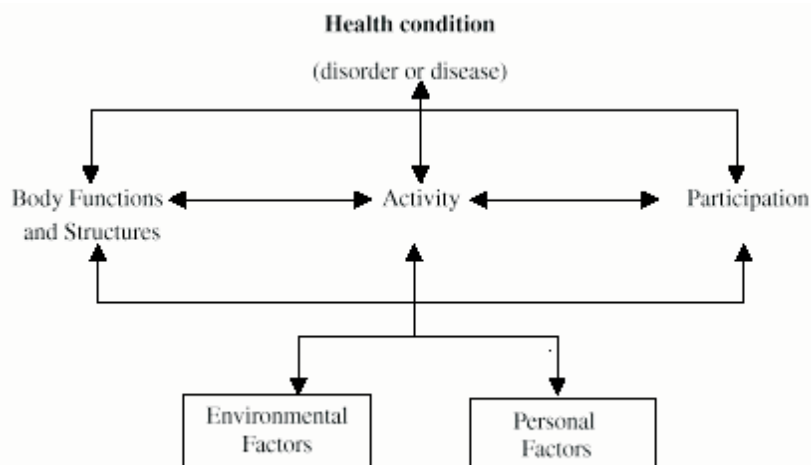 Health condition
(disorder or disease)
Body Functions
and Structures
Activity
Participation
Environmental
Factors
Personal
Factors